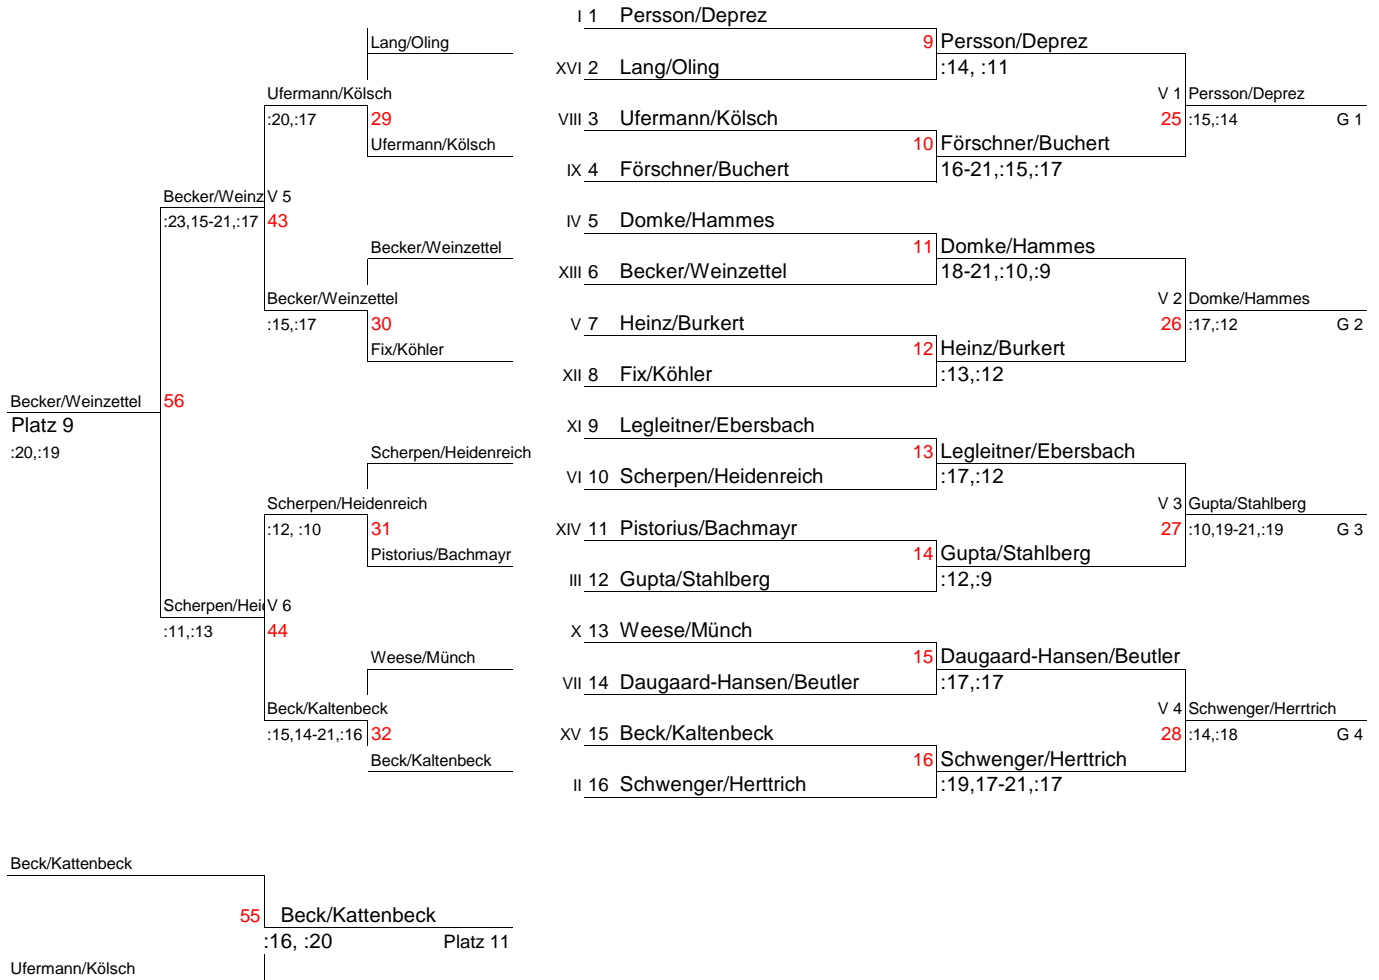 I 1 Persson/Deprez
Lang/Oling 9 Persson/Deprez
XVI 2 Lang/Oling :14, :11
Ufermann/Kölsch V 1 Persson/Deprez
:20,:17 29 VIII 3 Ufermann/Kölsch 25 :15,:14 G 1
Ufermann/Kölsch 10 Förschner/Buchert
IX 4 Förschner/Buchert 16-21,:15,:17
Becker/Weinz V 5
:23,15-21,:17 43 IV 5 Domke/Hammes
Becker/Weinzettel 11 Domke/Hammes
XIII 6 Becker/Weinzettel 18-21,:10,:9
Becker/Weinzettel V 2 Domke/Hammes
:15,:17 30 V 7 Heinz/Burkert 26 :17,:12 G 2
Fix/Köhler 12 Heinz/Burkert
XII 8 Fix/Köhler :13,:12
Becker/Weinzettel 56
Platz 9 XI 9 Legleitner/Ebersbach
:20,:19 Scherpen/Heidenreich 13 Legleitner/Ebersbach
VI 10 Scherpen/Heidenreich :17,:12
Scherpen/Heidenreich V 3 Gupta/Stahlberg
:12, :10 31 XIV 11 Pistorius/Bachmayr 27 :10,19-21,:19 G 3
Pistorius/Bachmayr 14 Gupta/Stahlberg
III 12 Gupta/Stahlberg :12,:9
Scherpen/Hei V 6
:11,:13 44 X 13 Weese/Münch
Weese/Münch 15 Daugaard-Hansen/Beutler
VII 14 Daugaard-Hansen/Beutler :17,:17
Beck/Kaltenbeck V 4 Schwenger/Herrtrich
:15,14-21,:16 32 XV 15 Beck/Kaltenbeck 28 :14,:18 G 4
Beck/Kaltenbeck 16 Schwenger/Herttrich
II 16 Schwenger/Herttrich :19,17-21,:17
Beck/Kattenbeck
55 Beck/Kattenbeck
:16, :20 Platz 11
Ufermann/Kölsch